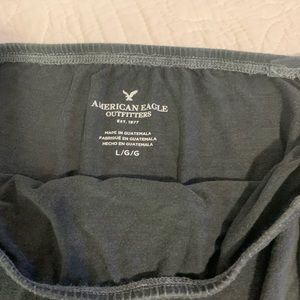 AMERICAN EAGLE
OUTFITTERS
EST. 1977
MADE IN GUATEMALA
FABRIQUÉ EN GUATEMALA
HECHO EN GUATEMALA
L/G/G